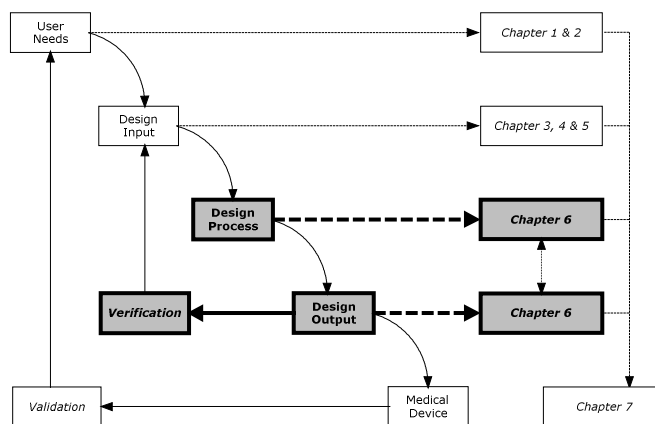 User
Needs
Chapter 1 & 2
Design
Input
Chapter 3, 4 & 5
Design
Process
Chapter 6
Verification
Design
Output
Chapter 6
Validation
Medical
Device
Chapter 7